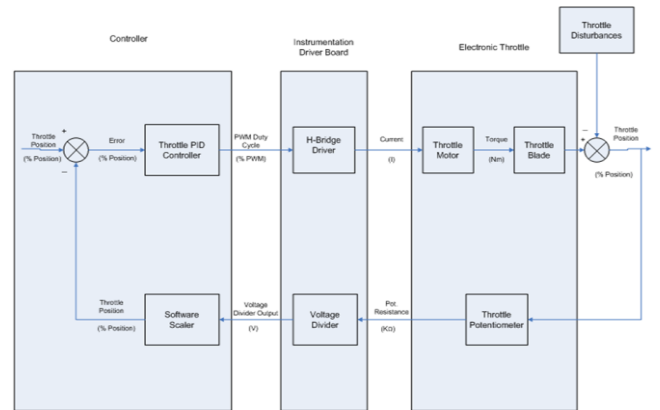 Controller
Instrumentation
Driver Board
Electronic Throttle
Throttle
Disturbances
Throttle
Position
(% Position)
+
−
Error
(% Position)
Throttle PID
Controller
PWM Duty
Cycle
(% PWM)
H-Bridge
Driver
Current
(I)
Throttle
Motor
Torque
(Nm)
Throttle
Blade
−
+
Throttle
Position
(% Position)
Throttle
Position
(% Position)
Software
Scaler
Voltage
Divider Output
(V)
Voltage
Divider
Pot.
Resistance
(KΩ)
Throttle
Potentiometer